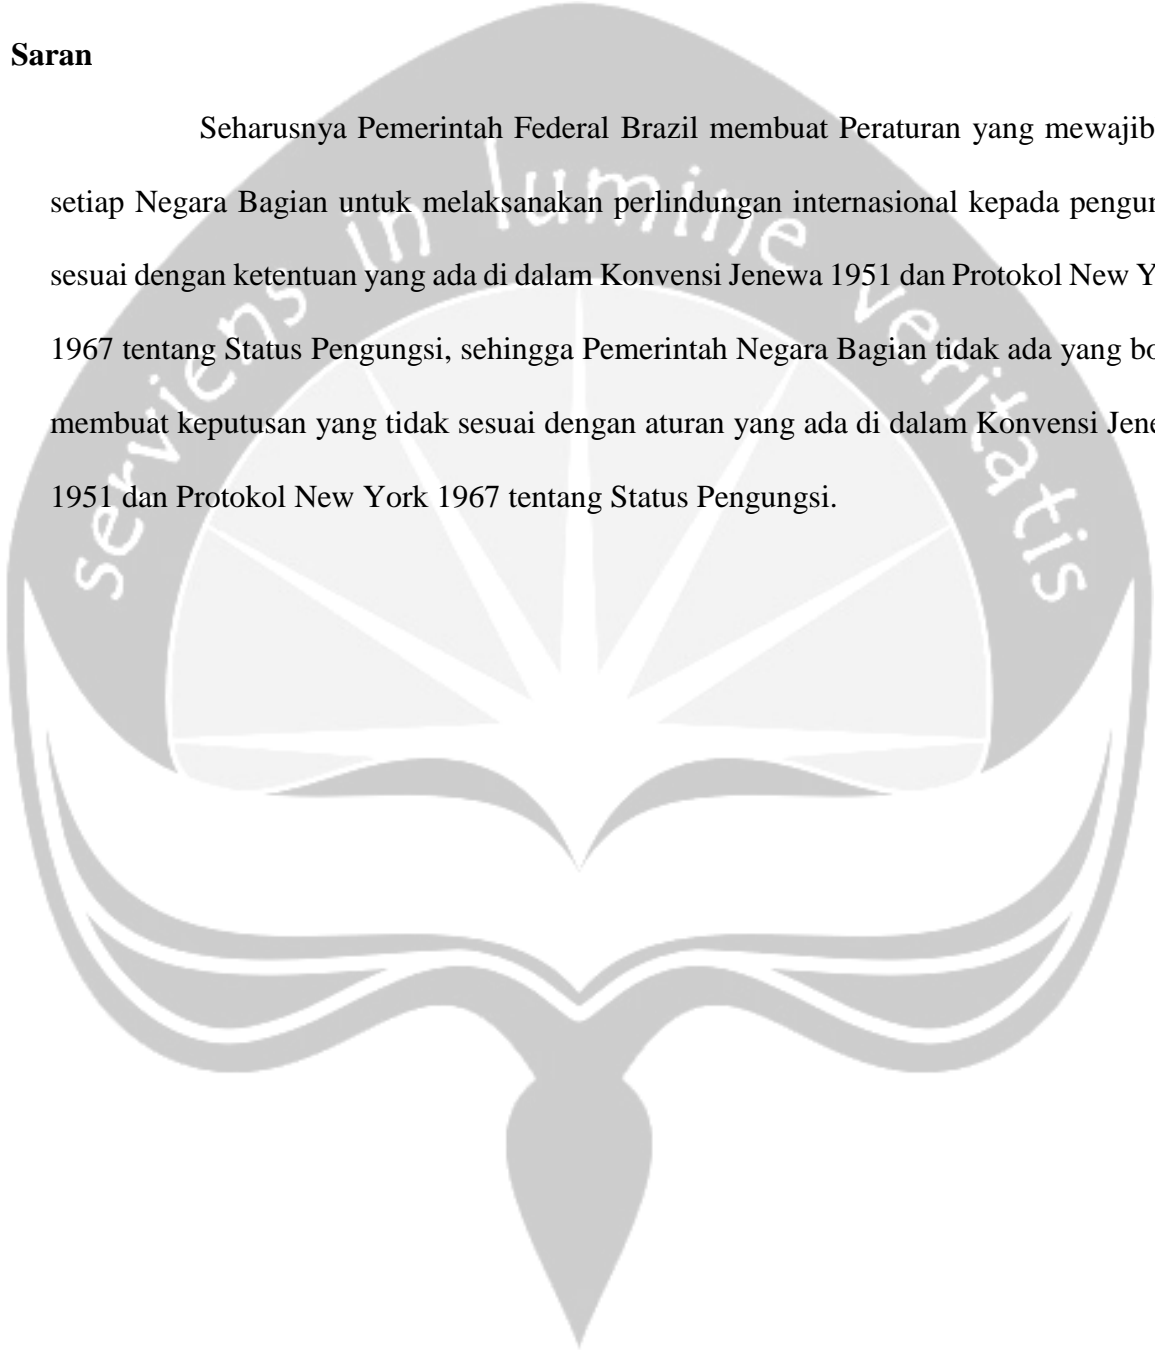 Saran
Seharusnya Pemerintah Federal Brazil membuat Peraturan yang mewajib
setiap Negara Bagian untuk melaksanakan perlindungan internasional kepada pengun
sesuai dengan ketentuan yang ada di dalam Konvensi Jenewa 1951 dan Protokol New Y
1967 tentang Status Pengungsi, sehingga Pemerintah Negara Bagian tidak ada yang bo
membuat keputusan yang tidak sesuai dengan aturan yang ada di dalam Konvensi Jene
1951 dan Protokol New York 1967 tentang Status Pengungsi.
serviens in lumine veritatis